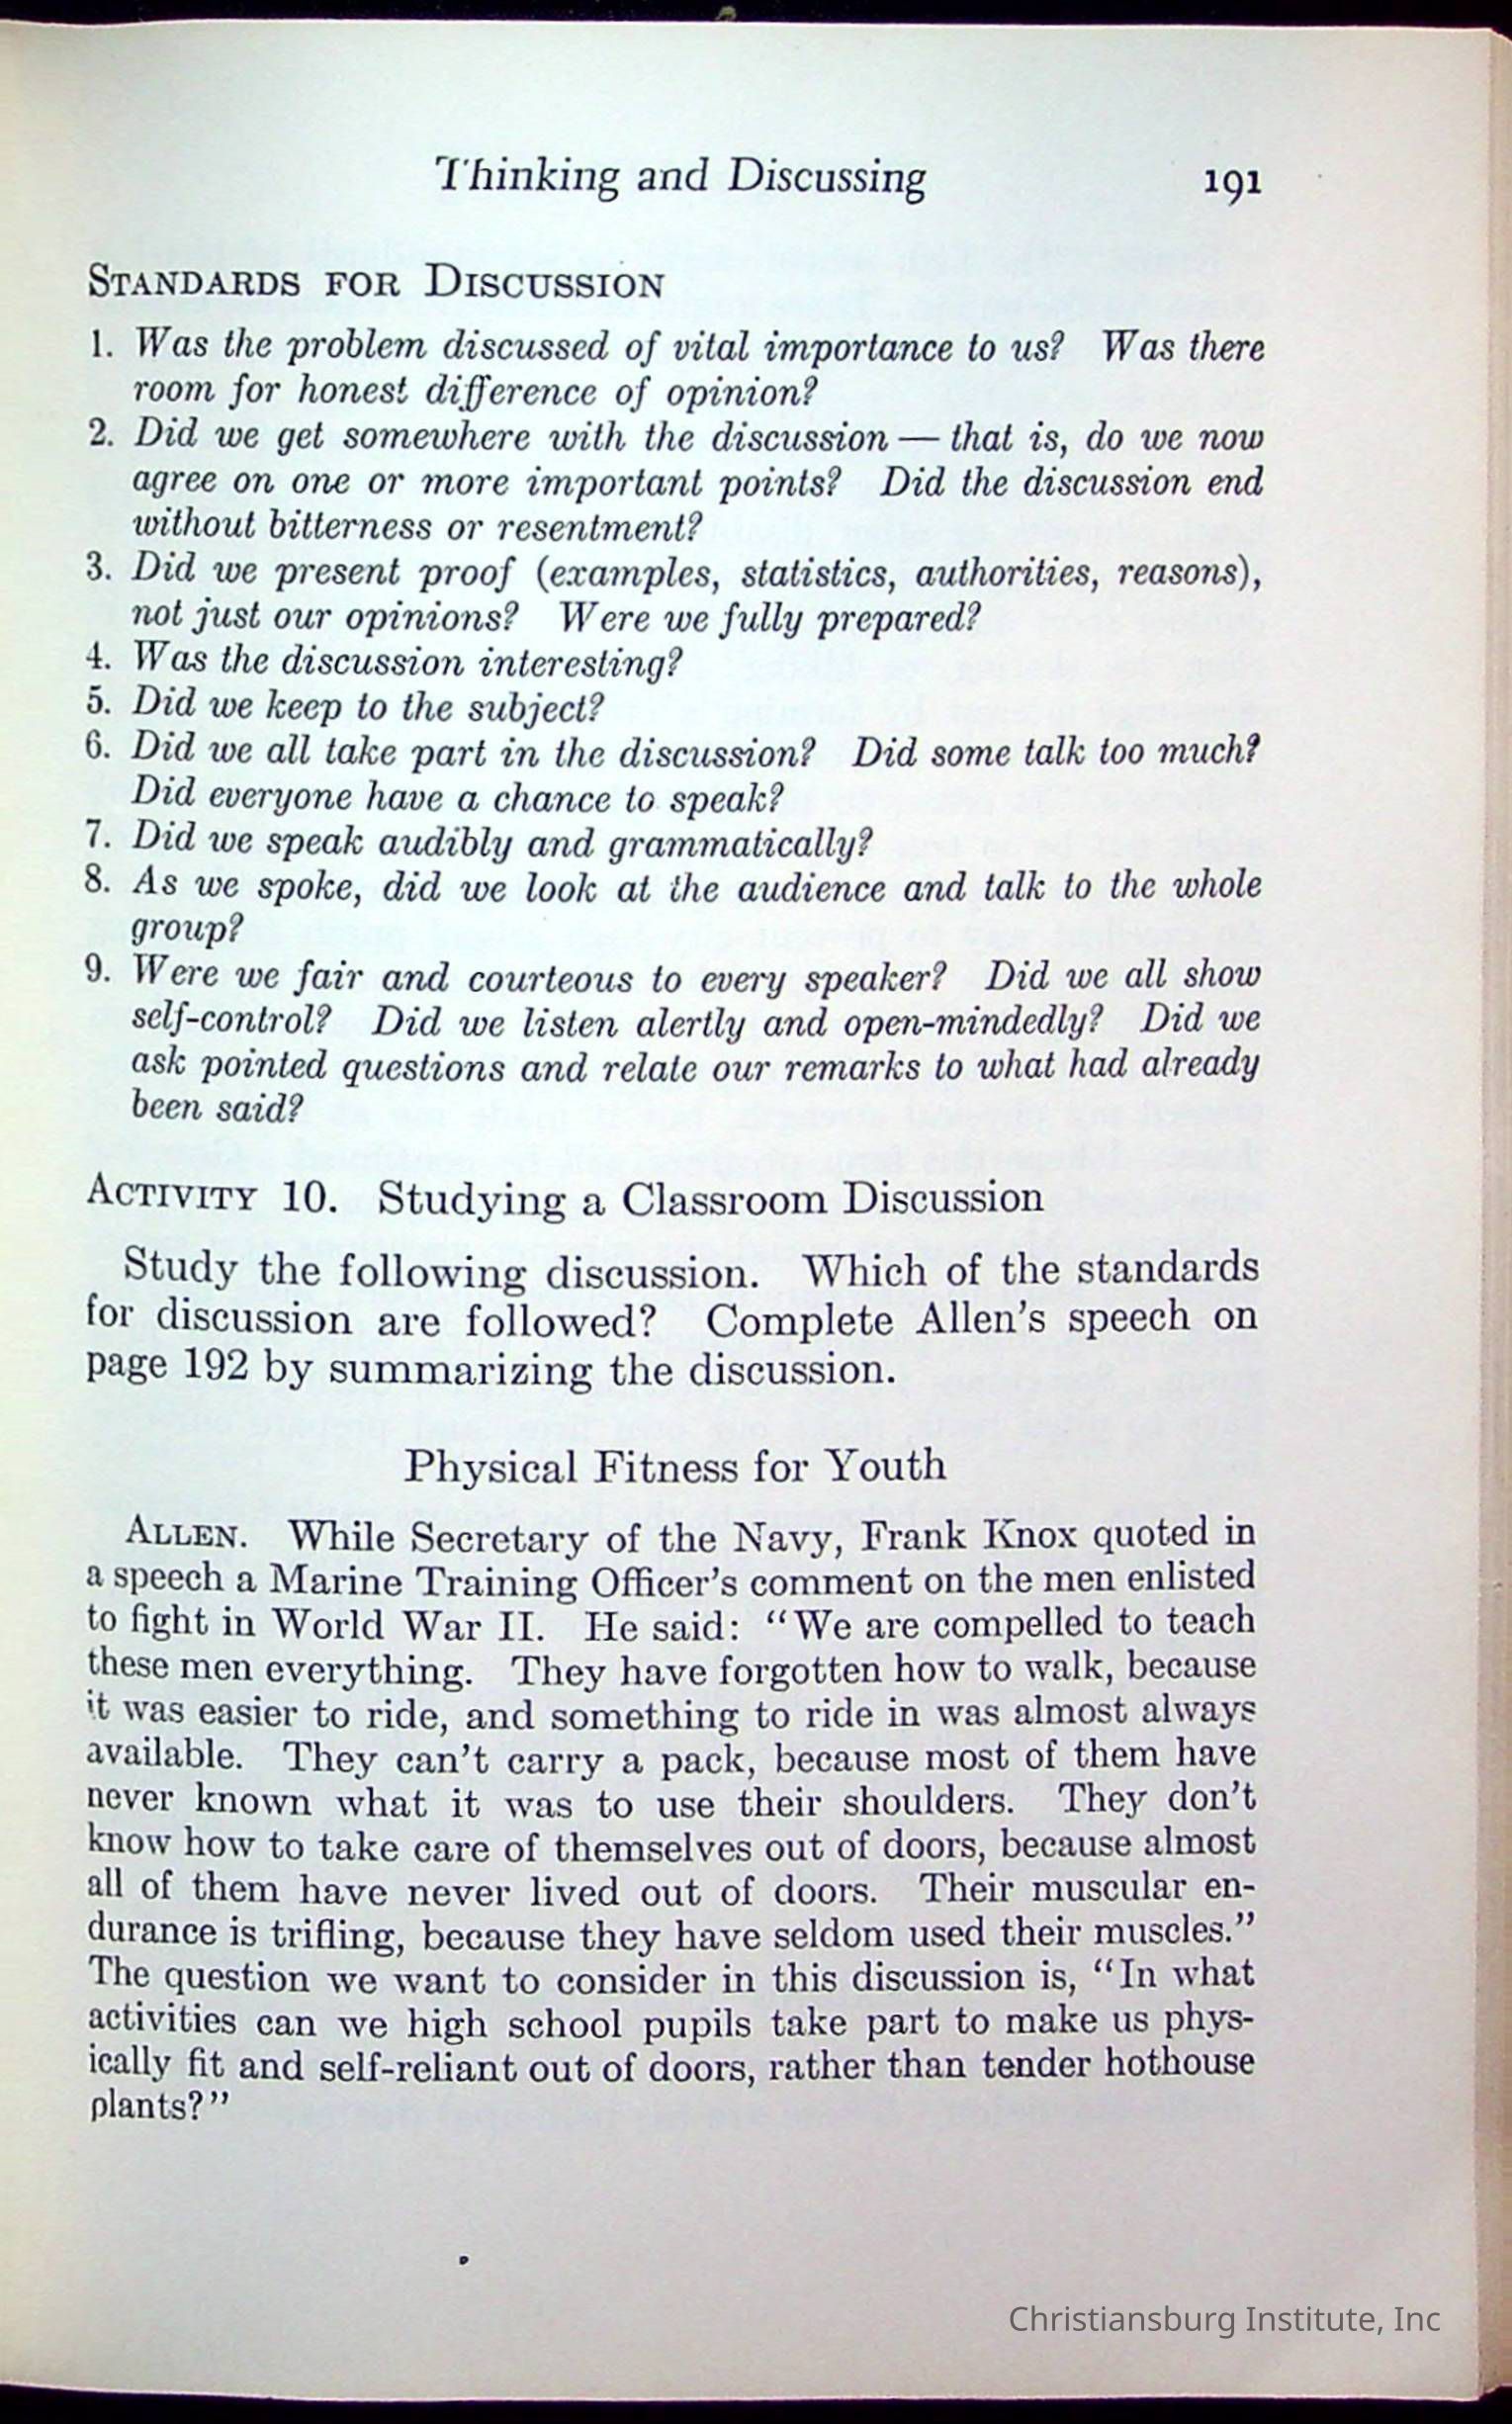 Thinking and Discussing 191
STANDARDS FOR DISCUSSION
1. Was the problem discussed of vital importance to us? Was there
room for honest difference of opinion?
2. Did we get somewhere with the discussion — that is, do we now
agree on one or more important points? Did the discussion end
without bitterness or resentment?
3. Did we present proof (examples, statistics, authorities, reasons),
not just our opinions? Were we fully prepared?
4. Was the discussion interesting?
5. Did we keep to the subject?
6. Did we all take part in the discussion? Did some talk too much?
Did everyone have a chance to speak?
7. Did we speak audibly and grammatically?
8. As we spoke, did we look at the audience and talk to the whole
group?
9. Were we fair and courteous to every speaker? Did we all show
self-control? Did we listen alertly and open-mindedly? Did we
ask pointed questions and relate our remarks to what had already
been said?
ACTIVITY 10. Studying a Classroom Discussion
Study the following discussion. Which of the standards
for discussion are followed? Complete Allen's speech on
page 192 by summarizing the discussion.
Physical Fitness for Youth
ALLEN. While Secretary of the Navy, Frank Knox quoted in
a speech a Marine Training Officer's comment on the men enlisted
to fight in World War II. He said: "We are compelled to teach
these men everything. They have forgotten how to walk, because
it was easier to ride, and something to ride in was almost always
available. They can't carry a pack, because most of them have
never known what it was to use their shoulders. They don't
know how to take care of themselves out of doors, because almost
all of them have never lived out of doors. Their muscular en-
durance is trifling, because they have seldom used their muscles."
The question we want to consider in this discussion is, "In what
activities can we high school pupils take part to make us phys-
ically fit and self-reliant out of doors, rather than tender hothouse
plants?"
Christiansburg Institute, Inc